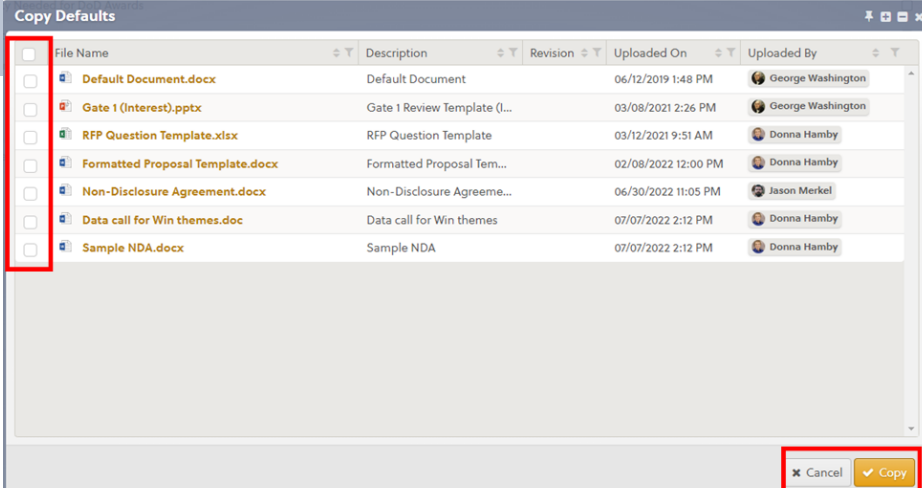 Needed for DoD Awards
Copy Defaults
File Name Description Revision Uploaded On Uploaded By
Default Document.docx Default Document 06/12/2019 1:48 PM George Washington
Gate 1 (Interest).pptx Gate 1 Review Template (I... 03/08/2021 2:26 PM George Washington
RFP Question Template.xlsx RFP Question Template 03/12/2021 9:51 AM Donna Hamby
Formatted Proposal Template.docx Formatted Proposal Tem... 02/08/2022 12:00 PM Donna Hamby
Non-Disclosure Agreement.docx Non-Disclosure Agreeme... 06/30/2022 11:05 PM Jason Merkel
Data call for Win themes.doc Data call for Win themes 07/07/2022 2:12 PM Donna Hamby
Sample NDA.docx Sample NDA 07/07/2022 2:12 PM Donna Hamby
Cancel Copy